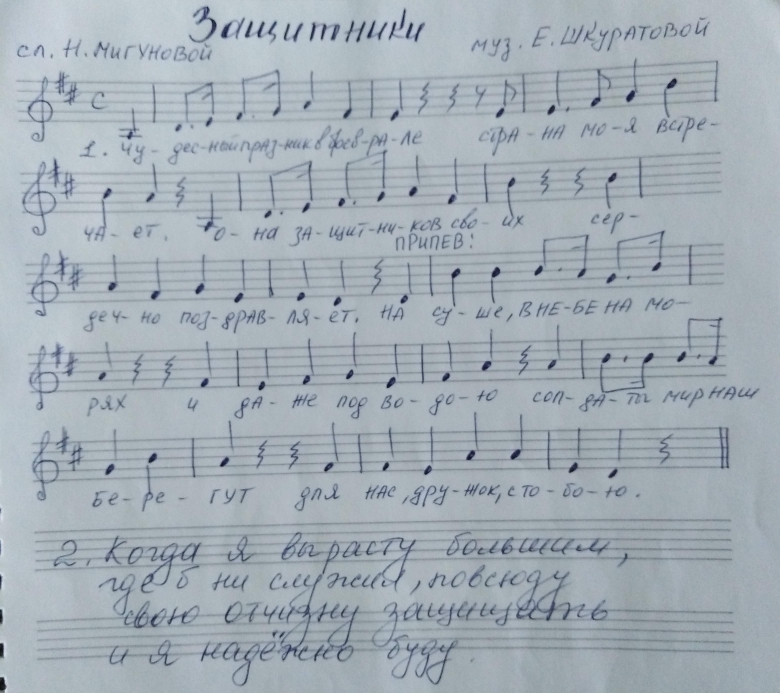 Защитники
сл. Н. Мигуновой муз. Е. Шкуратовой
С
1. Чу- дес-ный праз-ник в фев-ра-ле стра-на мо-я встре-
ча-ет. о-на за-щит-ни-ков сво-их сер-
ПРИПЕВ:
деч-но поз-драв-ля-ет. На су-ше, в не-бе на мо-
рях и да-же под во-до-ю сол-да-ты мир наш
бе-ре-гут для нас, дру-жок, с то-бо-ю.
2. Когда я вырасту большим,
где б ни служил, повсюду
свою отчизну защищать
и я надёжно буду.